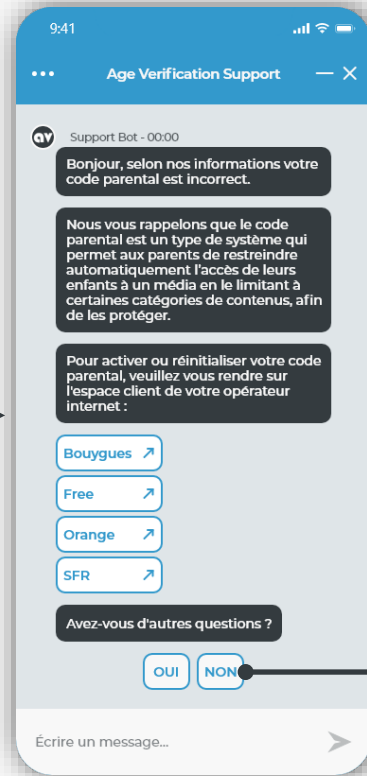 9:41
Age Verification Support
av
Support Bot - 00:00
Bonjour, selon nos informations votre
code parental est incorrect.
Nous vous rappelons que le code
parental est un type de système qui
permet aux parents de restreindre
automatiquement l'accès de leurs
enfants à un média en le limitant à
certaines catégories de contenus, afin
de les protéger.
Pour activer ou réinitialiser votre code
parental, veuillez vous rendre sur
l'espace client de votre opérateur
internet :
Bouygues
Free
Orange
SFR
Avez-vous d'autres questions ?
OUI NON
Écrire un message...